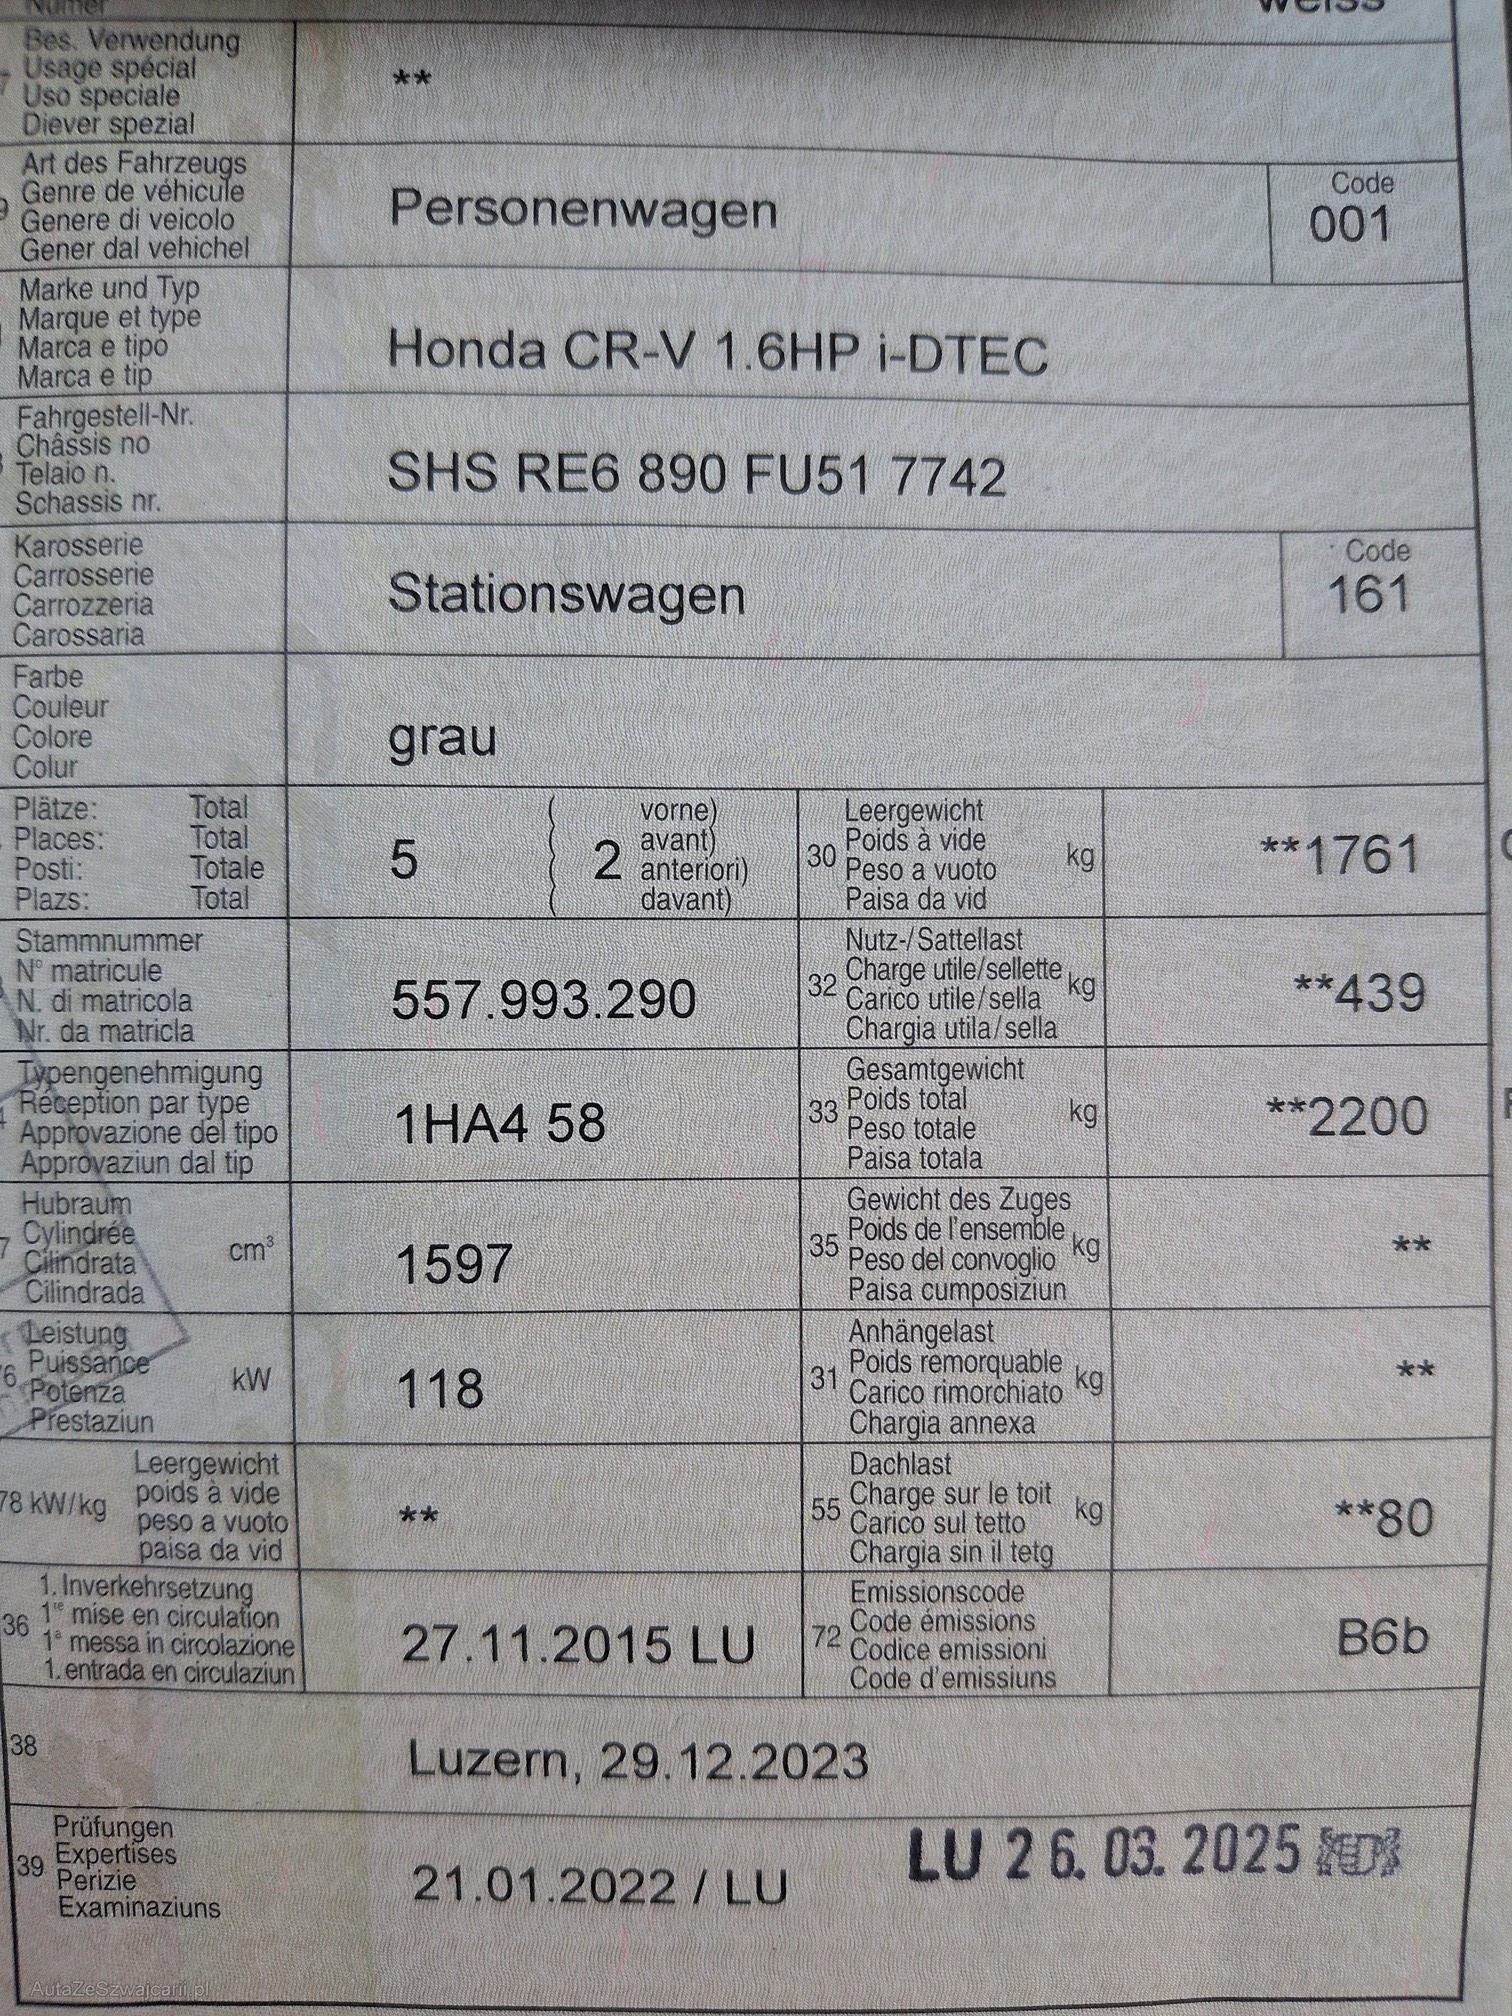 Numer
weiss
Bes. Verwendung
Usage spécial
Uso speciale
Diever spezial
**
Art des Fahrzeugs
Genre de véhicule
Genere di veicolo
Gener dal vehichel
Personenwagen
Code
001
Marke und Typ
Marque et type
Marca e tipo
Marca e tip
Honda CR-V 1.6HP i-DTEC
Fahrgestell-Nr.
Châssis no
Telaio n.
Schassis nr.
SHS RE6 890 FU51 7742
Karosserie
Carrosserie
Carrozzeria
Carossaria
Stationswagen
Code
161
Farbe
Couleur
Colore
Colur
grau
Plätze: Total
Places: Total
Posti: Totale
Plazs: Total
5
2
( vorne)
( avant)
( anteriori)
( davant)
30
Leergewicht
Poids à vide
Peso a vuoto
Paisa da vid
kg
**1761
Stammnummer
N° matricule
N. di matricola
Nr. da matricla
557.993.290
32
Nutz-/Sattellast
Charge utile/sellette
Carico utile/sella
Chargia utila/sella
kg
**439
Typengenehmigung
Réception par type
Approvazione del tipo
Approvaziun dal tip
1HA4 58
33
Gesamtgewicht
Poids total
Peso totale
Paisa totala
kg
**2200
Hubraum
Cylindrée
Cilindrata
Cilindrada
cm³
1597
35
Gewicht des Zuges
Poids de l'ensemble
Peso del convoglio
Paisa cumposiziun
kg
**
Leistung
Puissance
Potenza
Prestaziun
kW
118
31
Anhängelast
Poids remorquable
Carico rimorchiato
Chargia annexa
kg
**
78 kW/kg
Leergewicht
poids à vide
peso a vuoto
paisa da vid
**
55
Dachlast
Charge sur le toit
Carico sul tetto
Chargia sin il tetg
kg
**80
36
1. Inverkehrsetzung
1re mise en circulation
1a messa in circolazione
1. entrada en circulaziun
27.11.2015 LU
72
Emissionscode
Code émissions
Codice emissioni
Code d'emissiuns
B6b
38
Luzern, 29.12.2023
39
Prüfungen
Expertises
Perizie
Examinaziuns
21.01.2022 / LU
LU 26. 03. 2025
AutaZeSzwajcarii.pl